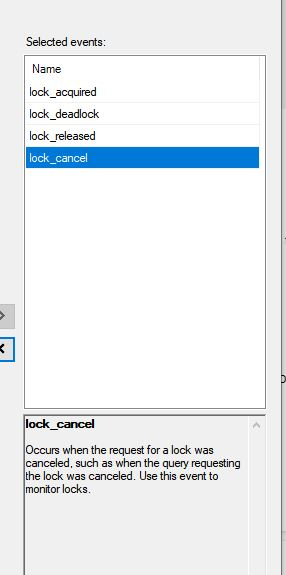 Selected events:
Name
lock_acquired
lock_deadlock
lock_released
lock_cancel
lock_cancel
Occurs when the request for a lock was
canceled, such as when the query requesting
the lock was canceled. Use this event to
monitor locks.